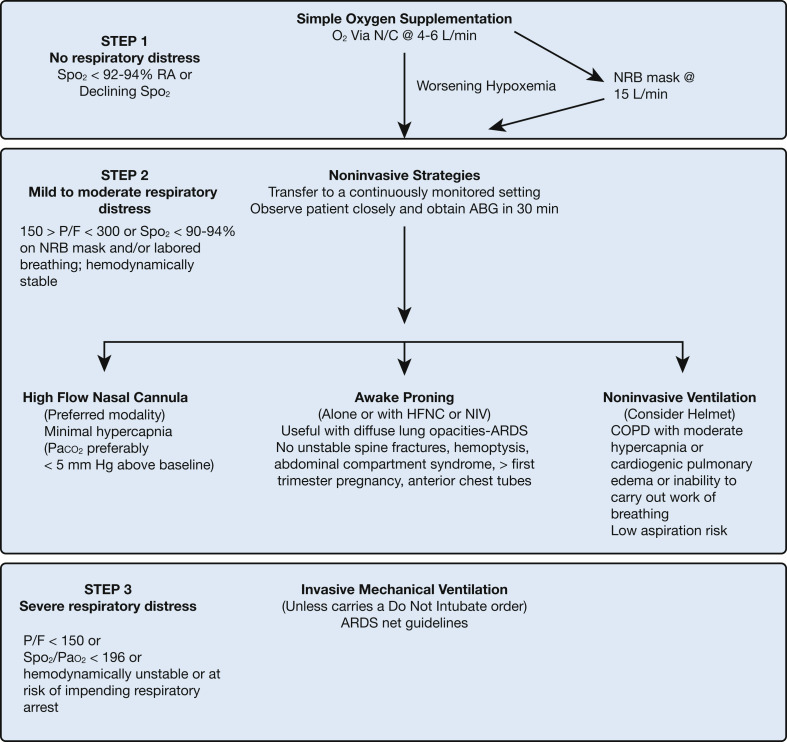 STEP 1
No respiratory distress
Spo₂ < 92-94% RA or
Declining Spo₂
Simple Oxygen Supplementation
O₂ Via N/C @ 4-6 L/min
Worsening Hypoxemia
NRB mask @
15 L/min
STEP 2
Mild to moderate respiratory
distress
150 > P/F < 300 or Spo₂ < 90-94%
on NRB mask and/or labored
breathing; hemodynamically
stable
Noninvasive Strategies
Transfer to a continuously monitored setting
Observe patient closely and obtain ABG in 30 min
High Flow Nasal Cannula
(Preferred modality)
Minimal hypercapnia
(Paco₂ preferably
< 5 mm Hg above baseline)
Awake Proning
(Alone or with HFNC or NIV)
Useful with diffuse lung opacities-ARDS
No unstable spine fractures, hemoptysis,
abdominal compartment syndrome, > first
trimester pregnancy, anterior chest tubes
Noninvasive Ventilation
(Consider Helmet)
COPD with moderate
hypercapnia or
cardiogenic pulmonary
edema or inability to
carry out work of
breathing
Low aspiration risk
STEP 3
Severe respiratory distress
P/F < 150 or
Spo₂/Pao₂ < 196 or
hemodynamically unstable or at
risk of impending respiratory
arrest
Invasive Mechanical Ventilation
(Unless carries a Do Not Intubate order)
ARDS net guidelines